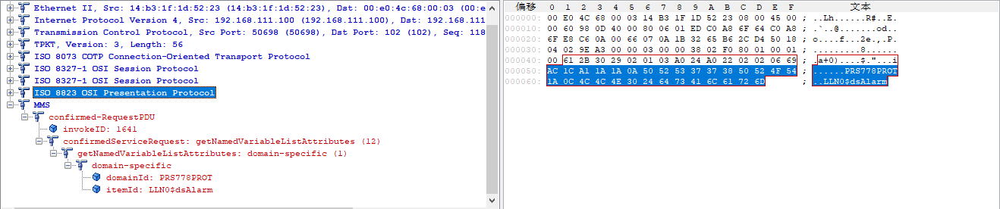 Ethernet II, Src: 14:b3:1f:1d:52:23 (14:b3:1f:1d:52:23), Dst: 00:e0:4c:68:00:03 (00:e
Internet Protocol Version 4, Src: 192.168.111.100 (192.168.111.100), Dst: 192.168.111.
Transmission Control Protocol, Src Port: 50698 (50698), Dst Port: 102 (102), Seq: 118
TPKT, Version: 3, Length: 56
ISO 8073 COTP Connection-Oriented Transport Protocol
ISO 8327-1 OSI Session Protocol
ISO 8327-1 OSI Session Protocol
ISO 8823 OSI Presentation Protocol
MMS
confirmed-RequestPDU
invokeID: 1641
confirmedServiceRequest: getNamedVariableListAttributes (12)
getNamedVariableListAttributes: domain-specific (1)
domain-specific
domainId: PRS778PROT
itemId: LLN0$dsAlarm
偏移 0 1 2 3 4 5 6 7 8 9 A B C D E F 文本
000000: 00 E0 4C 68 00 03 14 B3 1F 1D 52 23 08 00 45 00 ; ..Lh......R#..E.
000010: 00 60 98 0D 40 00 80 06 01 ED C0 A8 6F 64 C0 A8 ; .`..@.......od..
000020: 6F E8 C6 0A 00 66 07 0A 1B 32 65 B6 2C D4 50 18 ; o....f...2e.,.P.
000030: 04 02 9E A3 00 00 03 00 00 38 02 F0 80 01 00 01 ; .........8......
000040: 00 61 2B 30 29 02 01 03 A0 24 A0 22 02 02 06 69 ; .a+0)....$."...i
000050: AC 1C A1 1A 1A 0A 50 52 53 37 37 38 50 52 4F 54 ; ......PRS778PROT
000060: 1A 0C 4C 4C 4E 30 24 64 73 41 6C 61 72 6D ; ..LLN0$dsAlarm